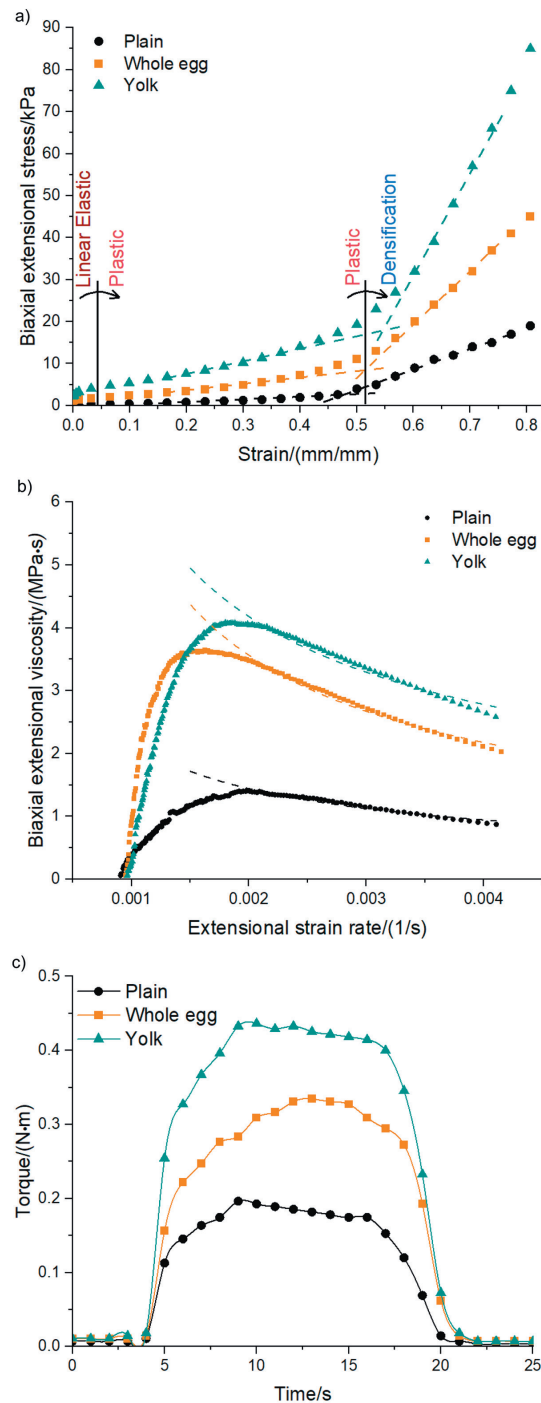 a)
Plain
Whole egg
Yolk
Biaxial extensional stress/kPa
90
80
70
60
50
40
30
20
10
0
Linear Elastic
Plastic
Plastic
Densification
0.0 0.1 0.2 0.3 0.4 0.5 0.6 0.7 0.8
Strain/(mm/mm)
b)
Plain
Whole egg
Yolk
Biaxial extensional viscosity/(MPa·s)
6
5
4
3
2
1
0
0.001 0.002 0.003 0.004
Extensional strain rate/(1/s)
c)
Plain
Whole egg
Yolk
Torque/(N·m)
0.5
0.4
0.3
0.2
0.1
0.0
0 5 10 15 20 25
Time/s